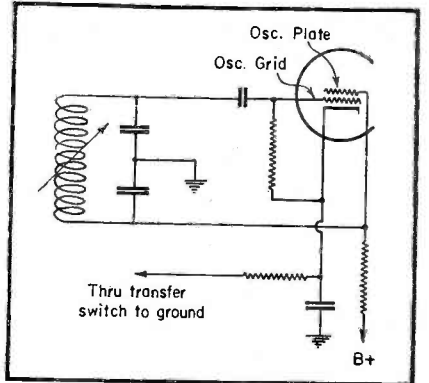 Osc. Plate
Osc. Grid
Thru transfer
switch to ground
B+